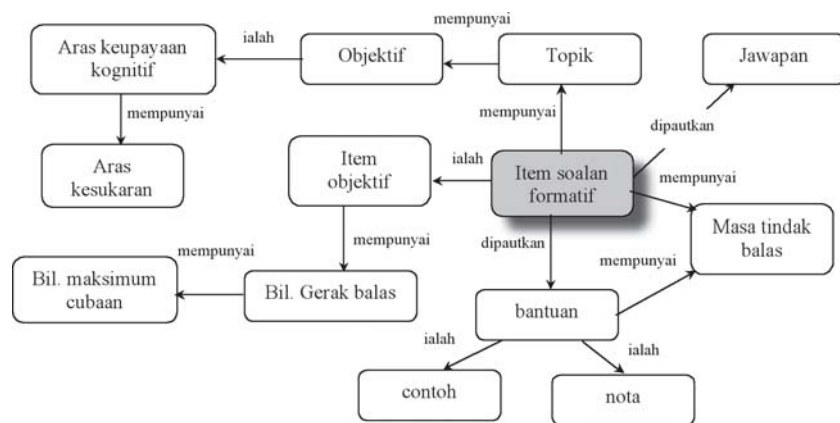 mempunyai
Aras keupayaan
kognitif
ialah
Objektif
Topik
Jawapan
mempunyai
mempunyai
dipautkan
Aras
kesukaran
Item
objektif
ialah
Item soalan
formatif
mempunyai
Masa tindak
balas
mempunyai
dipautkan
mempunyai
mempunyai
Bil. maksimum
cubaan
Bil. Gerak balas
bantuan
ialah
ialah
contoh
nota